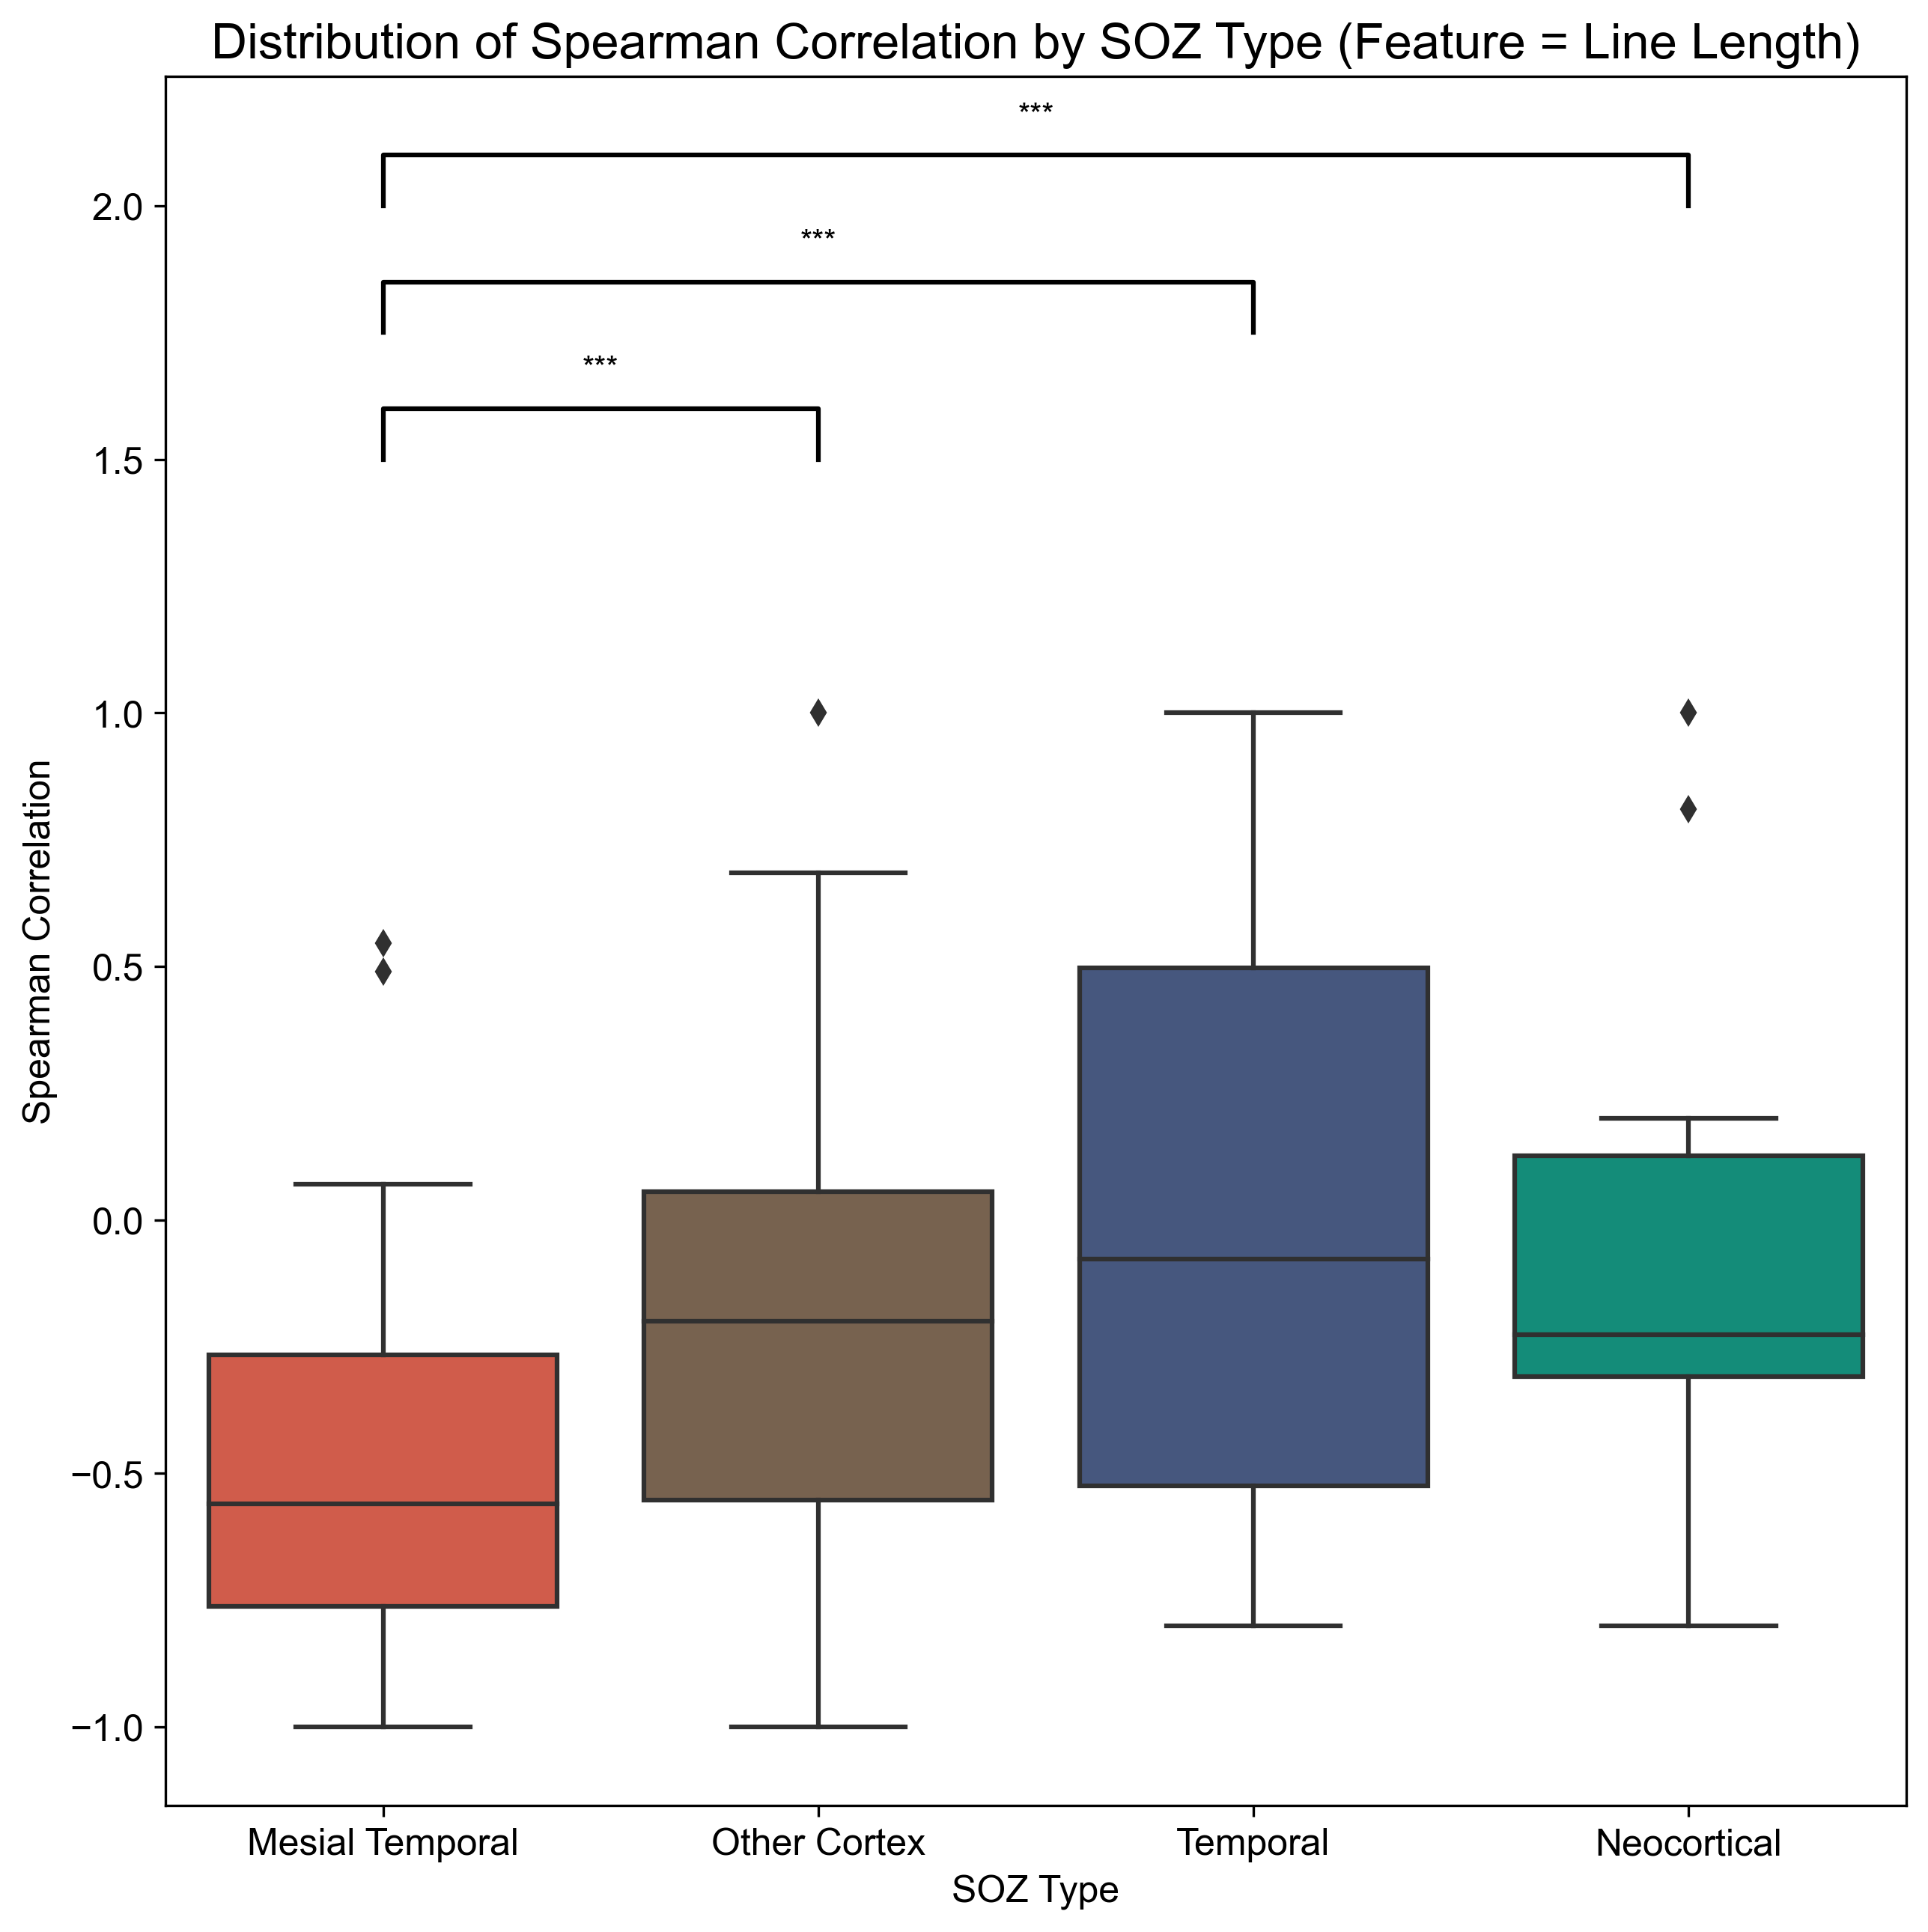 Distribution of Spearman Correlation by SOZ Type (Feature = Line Length)
***
***
***
2.0
1.5
1.0
0.5
0.0
−0.5
−1.0
Spearman Correlation
Mesial Temporal
Other Cortex
Temporal
Neocortical
SOZ Type